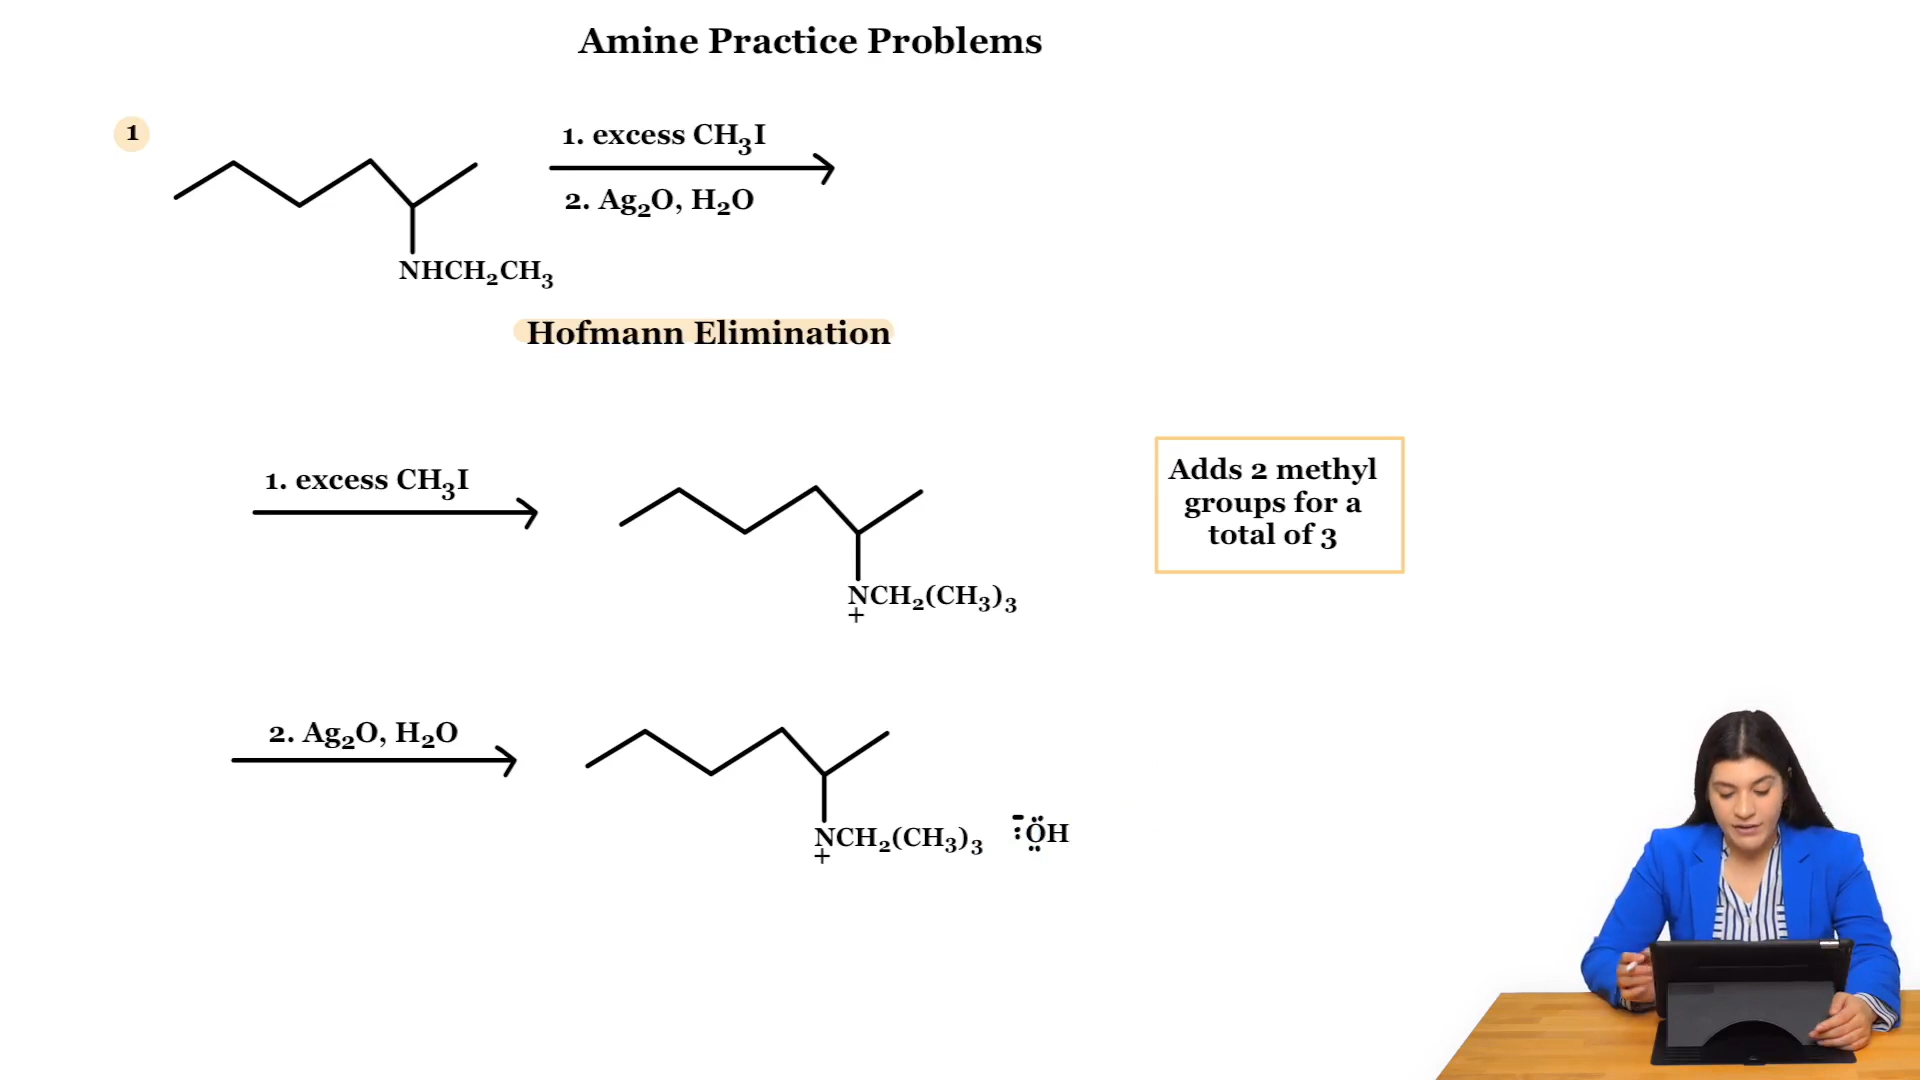 Amine Practice Problems
1
1. excess CH₃I
2. Ag₂O, H₂O
NHCH₂CH₃
Hofmann Elimination
1. excess CH₃I
NCH₂(CH₃)₃
+
Adds 2 methyl
groups for a
total of 3
2. Ag₂O, H₂O
NCH₂(CH₃)₃ ⁻:ÖH
+